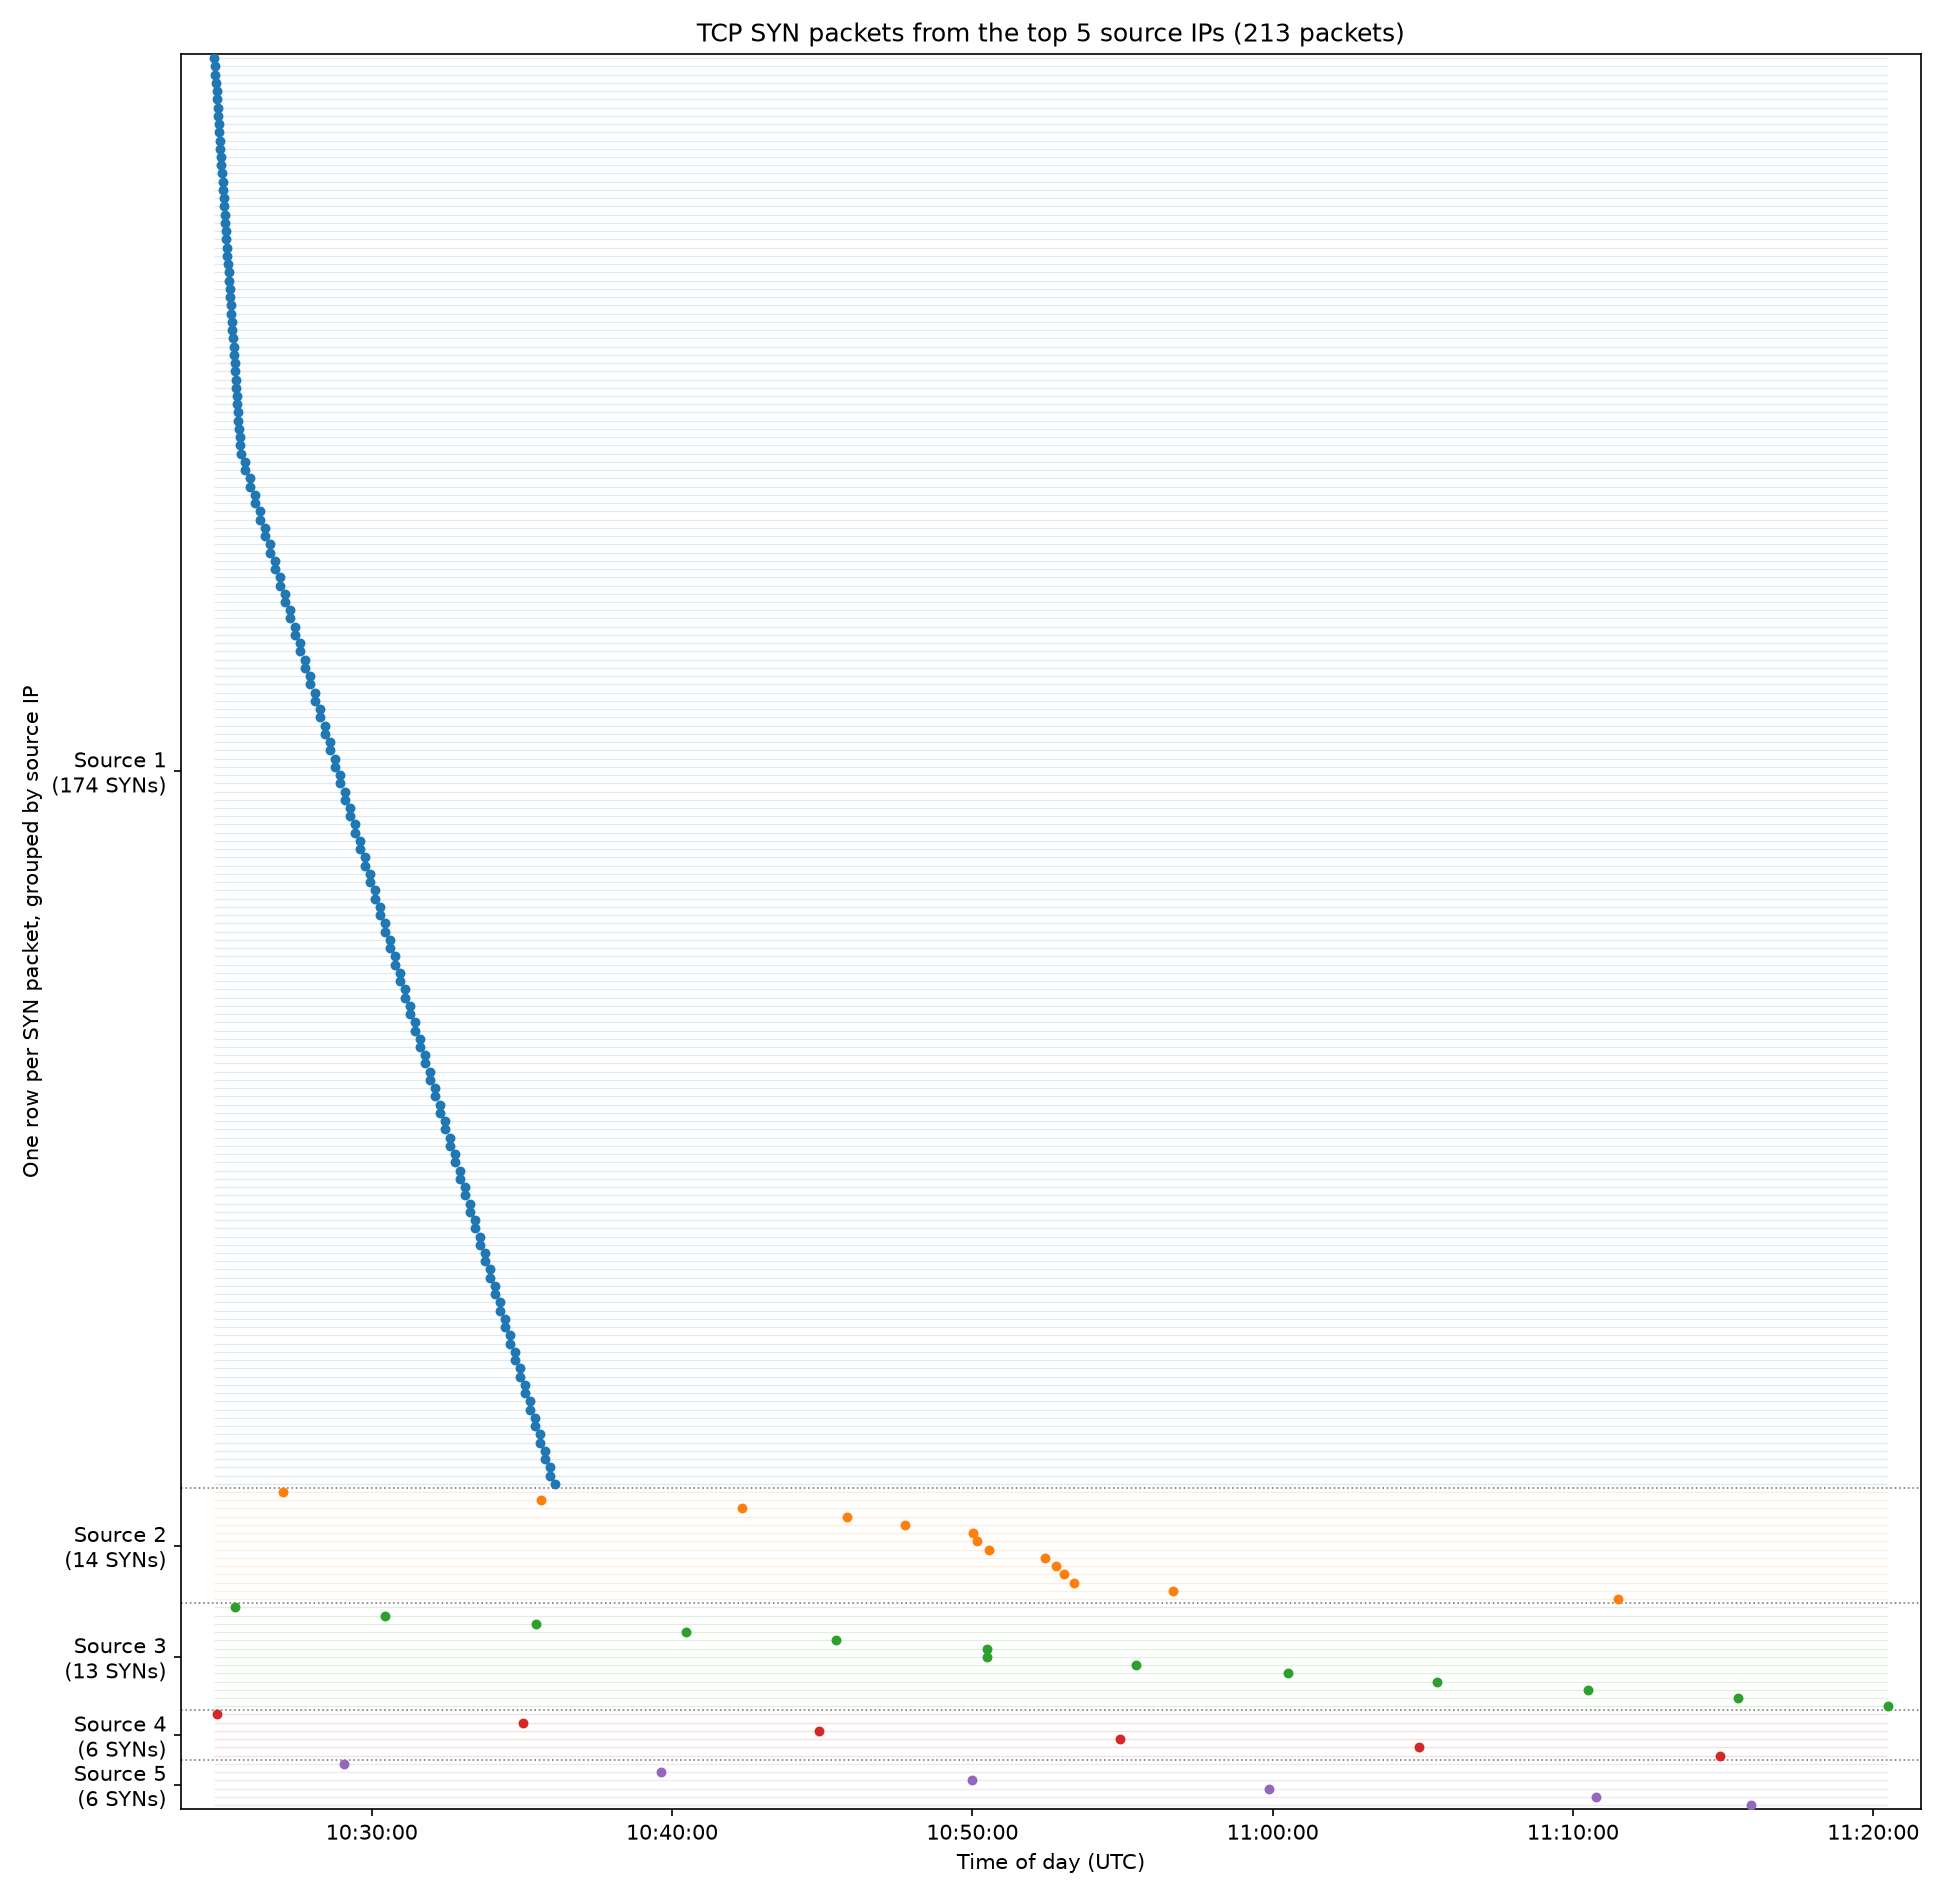 TCP SYN packets from the top 5 source IPs (213 packets)
One row per SYN packet, grouped by source IP
Source 1
(174 SYNs)
Source 2
(14 SYNs)
Source 3
(13 SYNs)
Source 4
(6 SYNs)
Source 5
(6 SYNs)
10:30:00
10:40:00
10:50:00
11:00:00
11:10:00
11:20:00
Time of day (UTC)